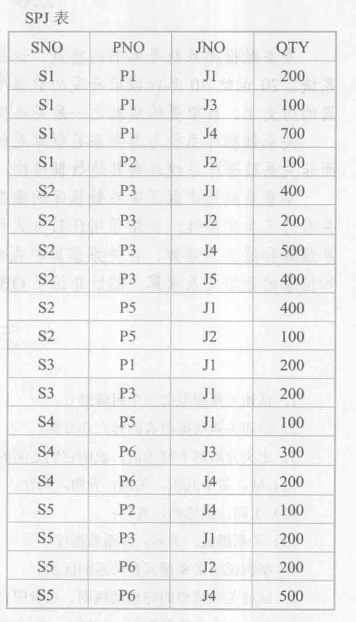 SPJ 表
SNO PNO JNO QTY
S1 P1 J1 200
S1 P1 J3 100
S1 P1 J4 700
S1 P2 J2 100
S2 P3 J1 400
S2 P3 J2 200
S2 P3 J4 500
S2 P3 J5 400
S2 P5 J1 400
S2 P5 J2 100
S3 P1 J1 200
S3 P3 J1 200
S4 P5 J1 100
S4 P6 J3 300
S4 P6 J4 200
S5 P2 J4 100
S5 P3 J1 200
S5 P6 J2 200
S5 P6 J4 500